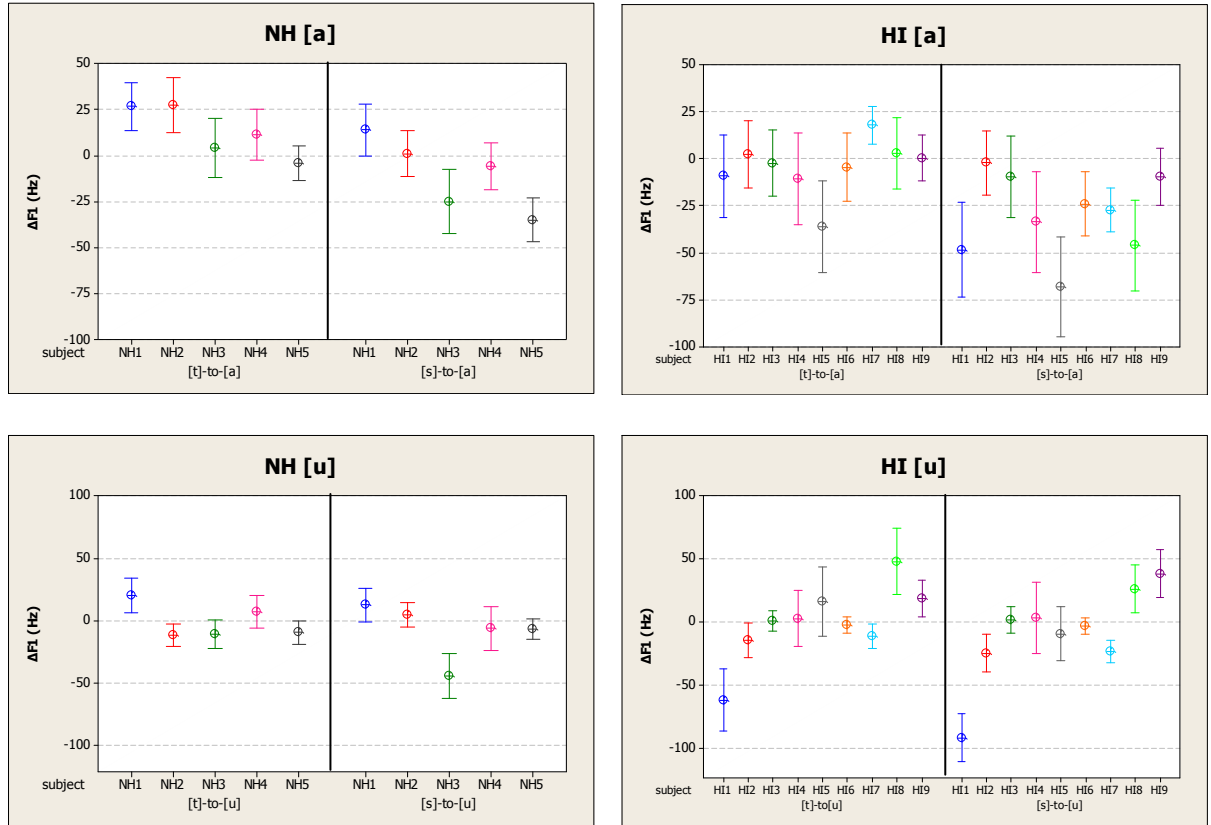 NH [a]
50
25
0
-25
-50
-75
-100
ΔF1 (Hz)
subject NH1 NH2 NH3 NH4 NH5 NH1 NH2 NH3 NH4 NH5
[t]-to-[a] [s]-to-[a]
HI [a]
50
25
0
-25
-50
-75
-100
ΔF1 (Hz)
subject HI1 HI2 HI3 HI4 HI5 HI6 HI7 HI8 HI9 HI1 HI2 HI3 HI4 HI5 HI6 HI7 HI8 HI9
[t]-to-[a] [s]-to-[a]
NH [u]
100
50
0
-50
-100
ΔF1 (Hz)
subject NH1 NH2 NH3 NH4 NH5 NH1 NH2 NH3 NH4 NH5
[t]-to-[u] [s]-to-[u]
HI [u]
100
50
0
-50
-100
ΔF1 (Hz)
subject HI1 HI2 HI3 HI4 HI5 HI6 HI7 HI8 HI9 HI1 HI2 HI3 HI4 HI5 HI6 HI7 HI8 HI9
[t]-to[u] [s]-to-[u]